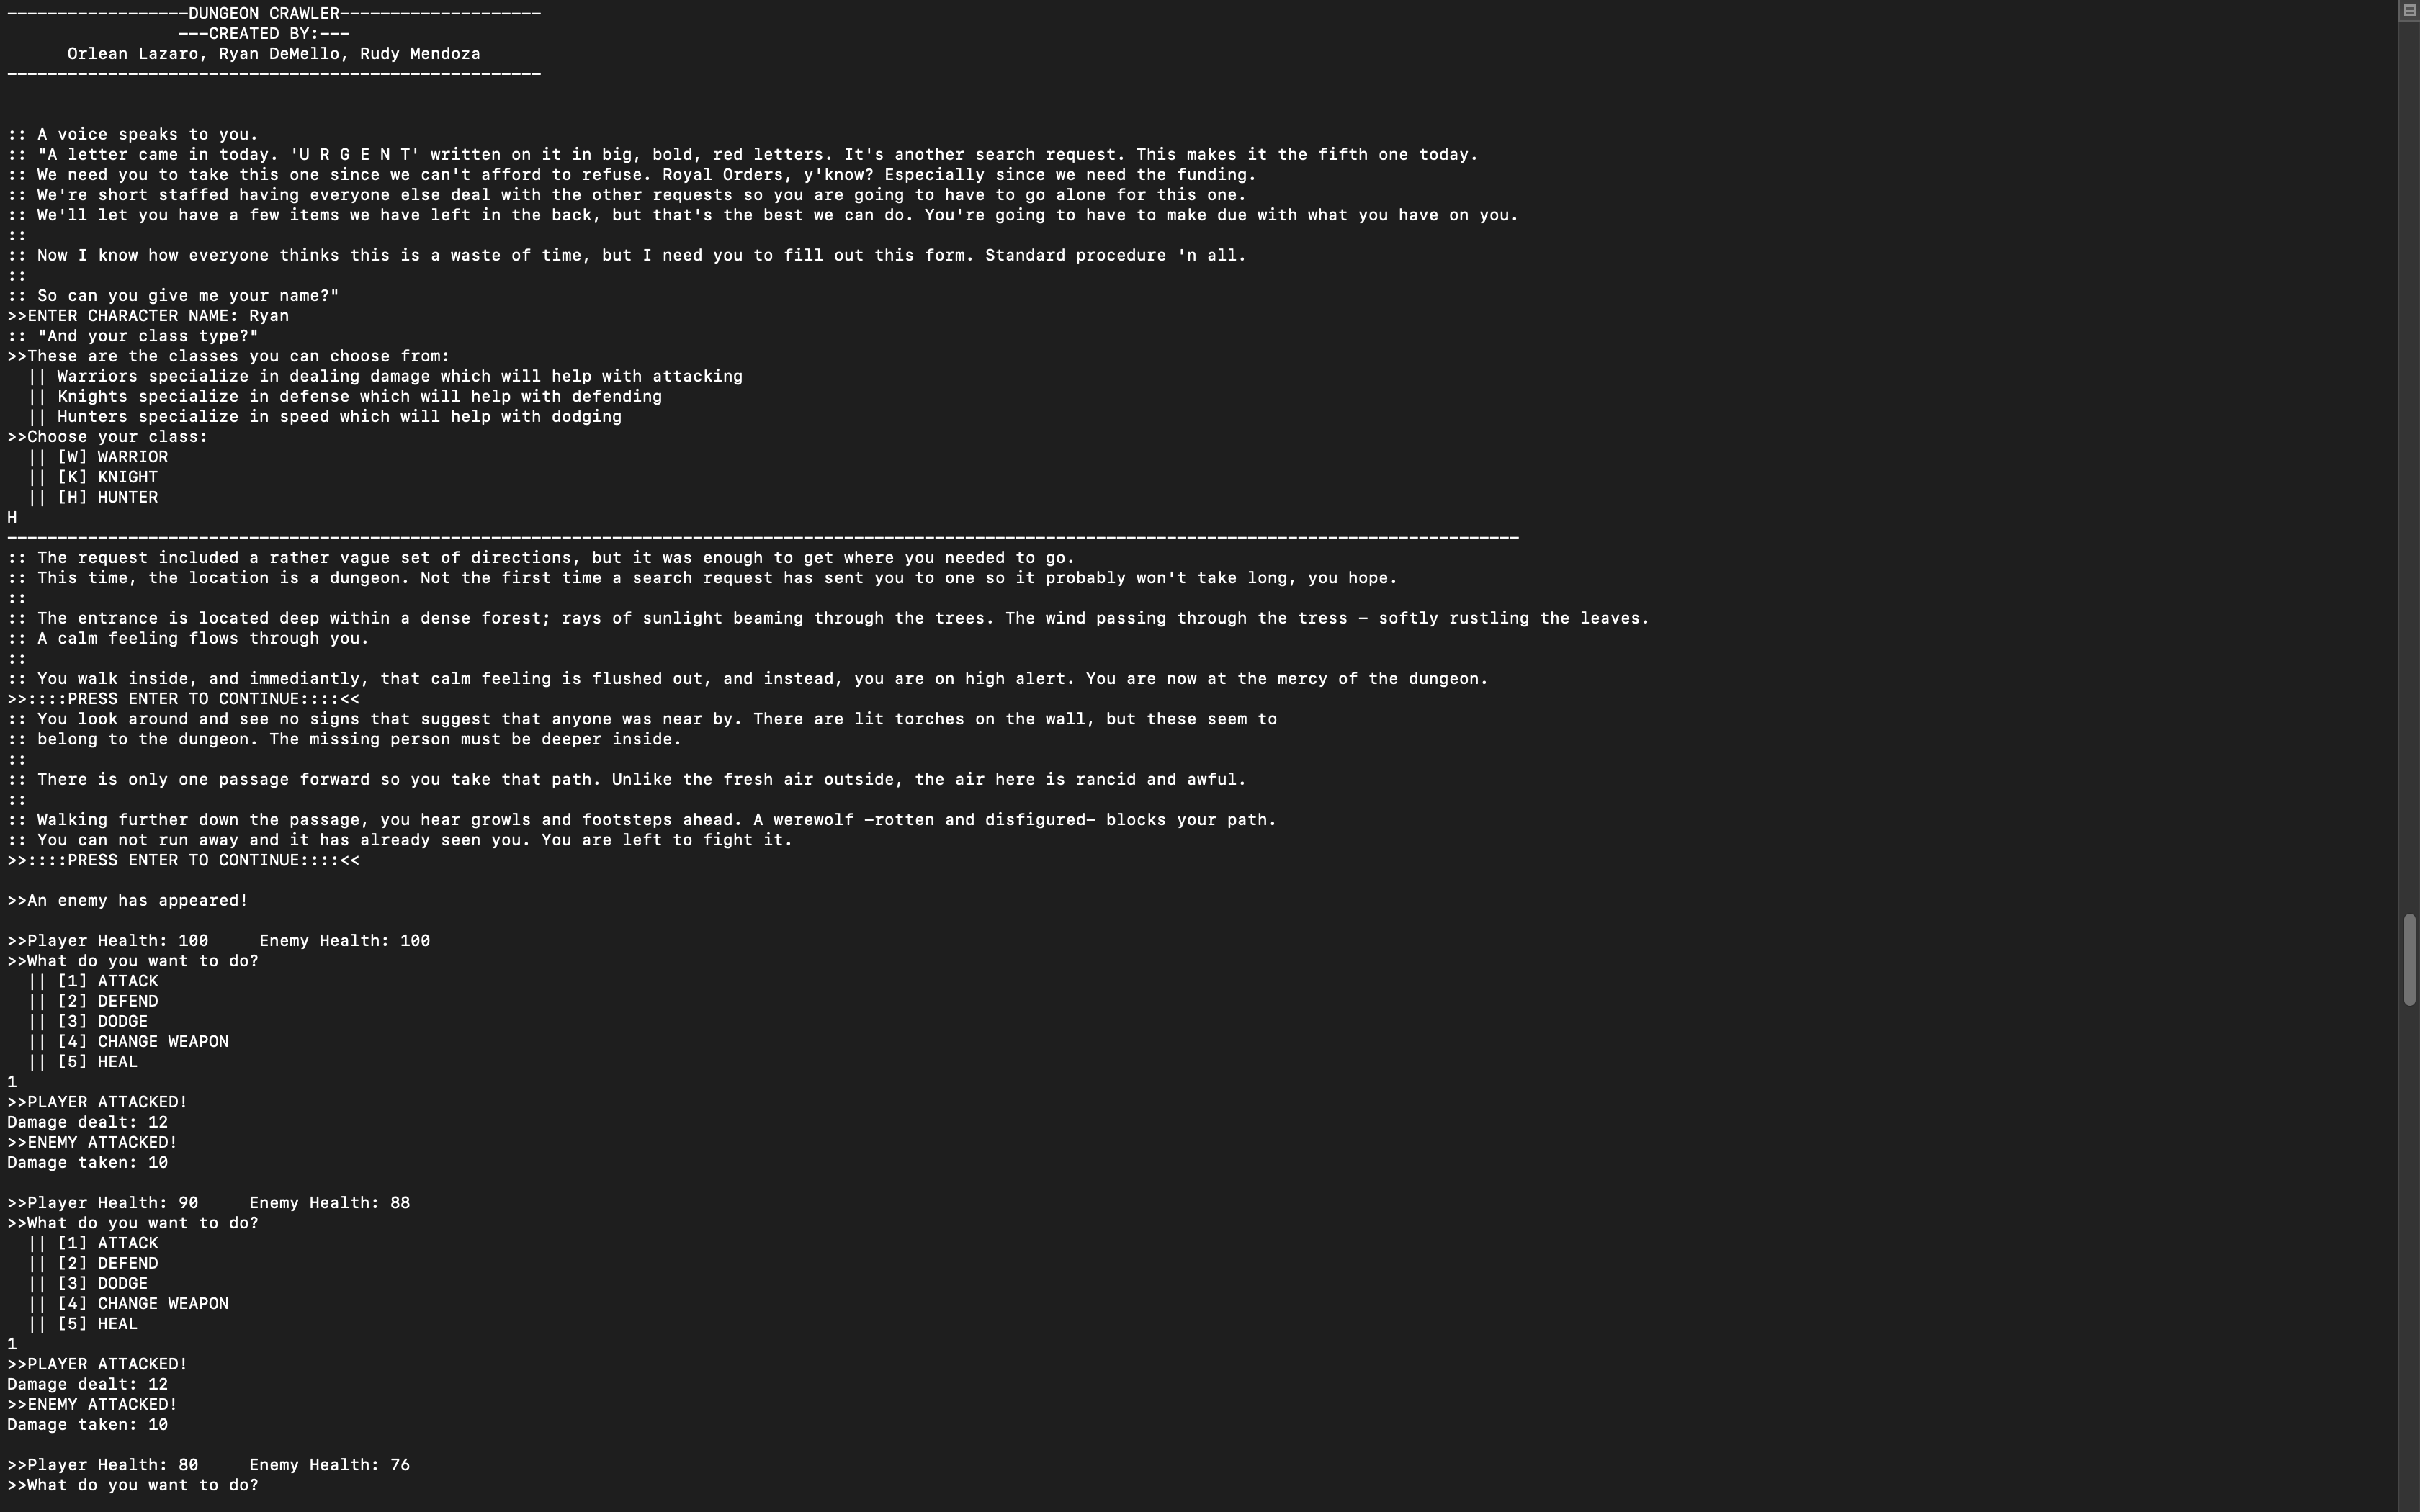 ------------------DUNGEON CRAWLER--------------------
                 ---CREATED BY:---
      Orlean Lazaro, Ryan DeMello, Rudy Mendoza
-----------------------------------------------------
:: A voice speaks to you.
:: "A letter came in today. 'U R G E N T' written on it in big, bold, red letters. It's another search request. This makes it the fifth one today.
:: We need you to take this one since we can't afford to refuse. Royal Orders, y'know? Especially since we need the funding.
:: We're short staffed having everyone else deal with the other requests so you are going to have to go alone for this one.
:: We'll let you have a few items we have left in the back, but that's the best we can do. You're going to have to make due with what you have on you.
::
:: Now I know how everyone thinks this is a waste of time, but I need you to fill out this form. Standard procedure 'n all.
::
:: So can you give me your name?"
>>ENTER CHARACTER NAME: Ryan
:: "And your class type?"
>>These are the classes you can choose from:
  || Warriors specialize in dealing damage which will help with attacking
  || Knights specialize in defense which will help with defending
  || Hunters specialize in speed which will help with dodging
>>Choose your class:
  || [W] WARRIOR
  || [K] KNIGHT
  || [H] HUNTER
H
------------------------------------------------------------------------------------------------------------------------------------------------------
:: The request included a rather vague set of directions, but it was enough to get where you needed to go.
:: This time, the location is a dungeon. Not the first time a search request has sent you to one so it probably won't take long, you hope.
::
:: The entrance is located deep within a dense forest; rays of sunlight beaming through the trees. The wind passing through the tress - softly rustling the leaves.
:: A calm feeling flows through you.
::
:: You walk inside, and immediantly, that calm feeling is flushed out, and instead, you are on high alert. You are now at the mercy of the dungeon.
>>::::PRESS ENTER TO CONTINUE::::<<
:: You look around and see no signs that suggest that anyone was near by. There are lit torches on the wall, but these seem to
:: belong to the dungeon. The missing person must be deeper inside.
::
:: There is only one passage forward so you take that path. Unlike the fresh air outside, the air here is rancid and awful.
::
:: Walking further down the passage, you hear growls and footsteps ahead. A werewolf -rotten and disfigured- blocks your path.
:: You can not run away and it has already seen you. You are left to fight it.
>>::::PRESS ENTER TO CONTINUE::::<<
>>An enemy has appeared!
>>Player Health: 100     Enemy Health: 100
>>What do you want to do?
  || [1] ATTACK
  || [2] DEFEND
  || [3] DODGE
  || [4] CHANGE WEAPON
  || [5] HEAL
1
>>PLAYER ATTACKED!
Damage dealt: 12
>>ENEMY ATTACKED!
Damage taken: 10
>>Player Health: 90     Enemy Health: 88
>>What do you want to do?
  || [1] ATTACK
  || [2] DEFEND
  || [3] DODGE
  || [4] CHANGE WEAPON
  || [5] HEAL
1
>>PLAYER ATTACKED!
Damage dealt: 12
>>ENEMY ATTACKED!
Damage taken: 10
>>Player Health: 80     Enemy Health: 76
>>What do you want to do?